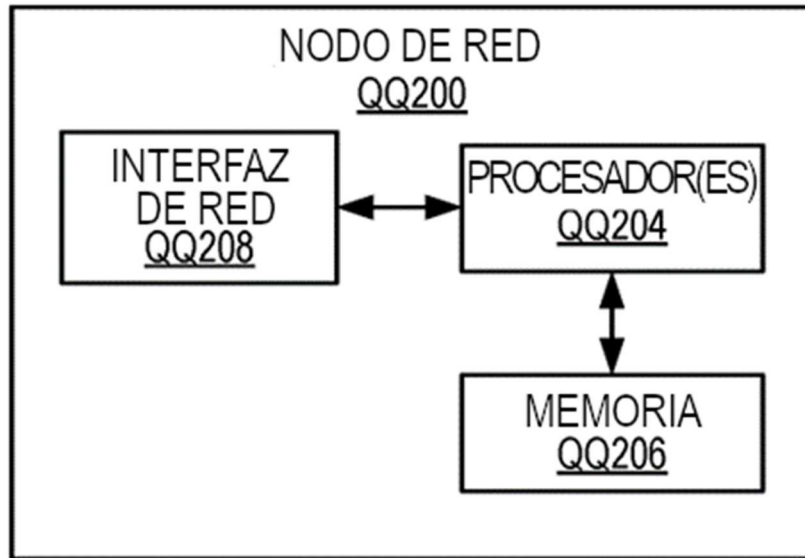 NODO DE RED
QQ200
INTERFAZ
DE RED
QQ208
PROCESADOR(ES)
QQ204
MEMORIA
QQ206